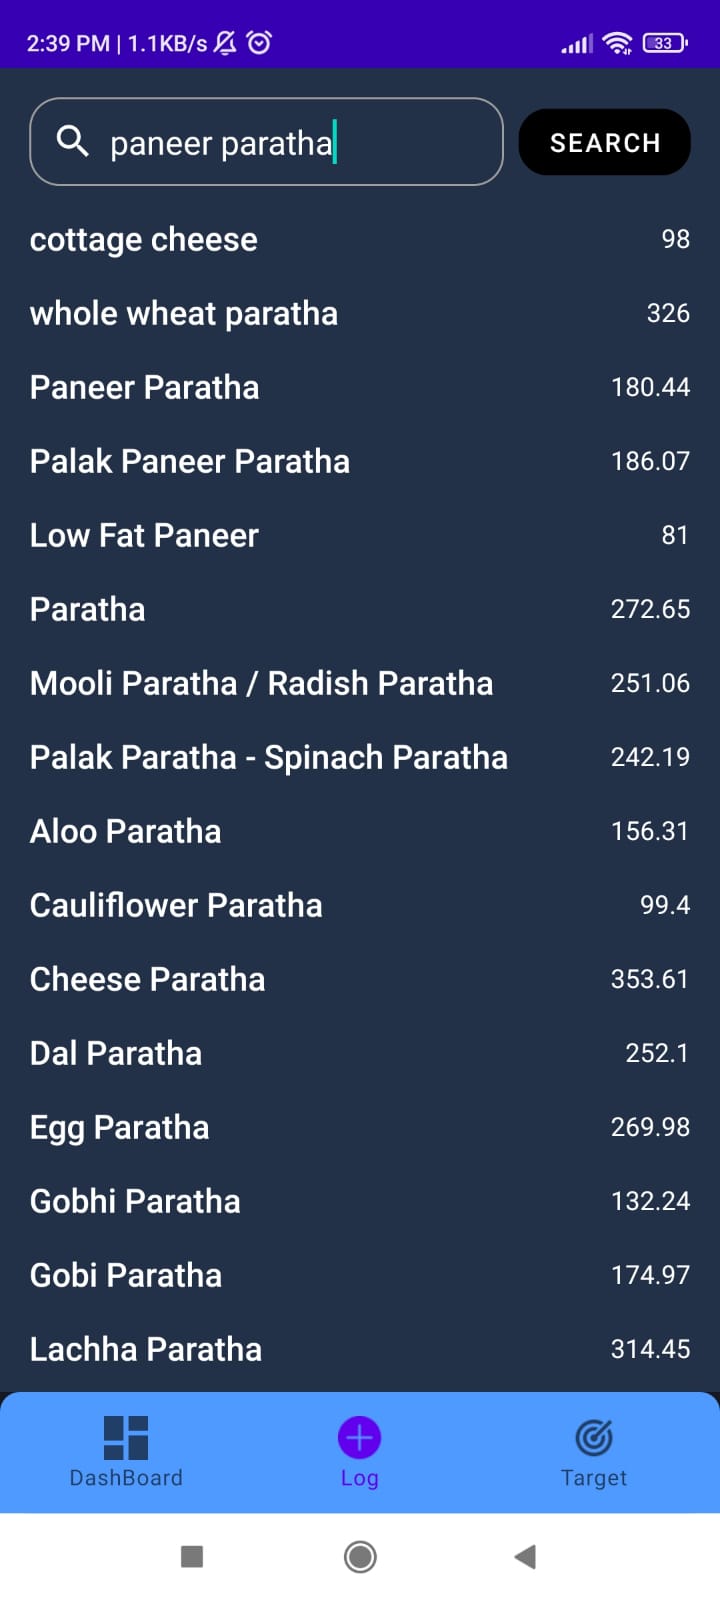 2:39 PM | 1.1KB/s 33
paneer paratha SEARCH
cottage cheese 98
whole wheat paratha 326
Paneer Paratha 180.44
Palak Paneer Paratha 186.07
Low Fat Paneer 81
Paratha 272.65
Mooli Paratha / Radish Paratha 251.06
Palak Paratha - Spinach Paratha 242.19
Aloo Paratha 156.31
Cauliflower Paratha 99.4
Cheese Paratha 353.61
Dal Paratha 252.1
Egg Paratha 269.98
Gobhi Paratha 132.24
Gobi Paratha 174.97
Lachha Paratha 314.45
DashBoard Log Target